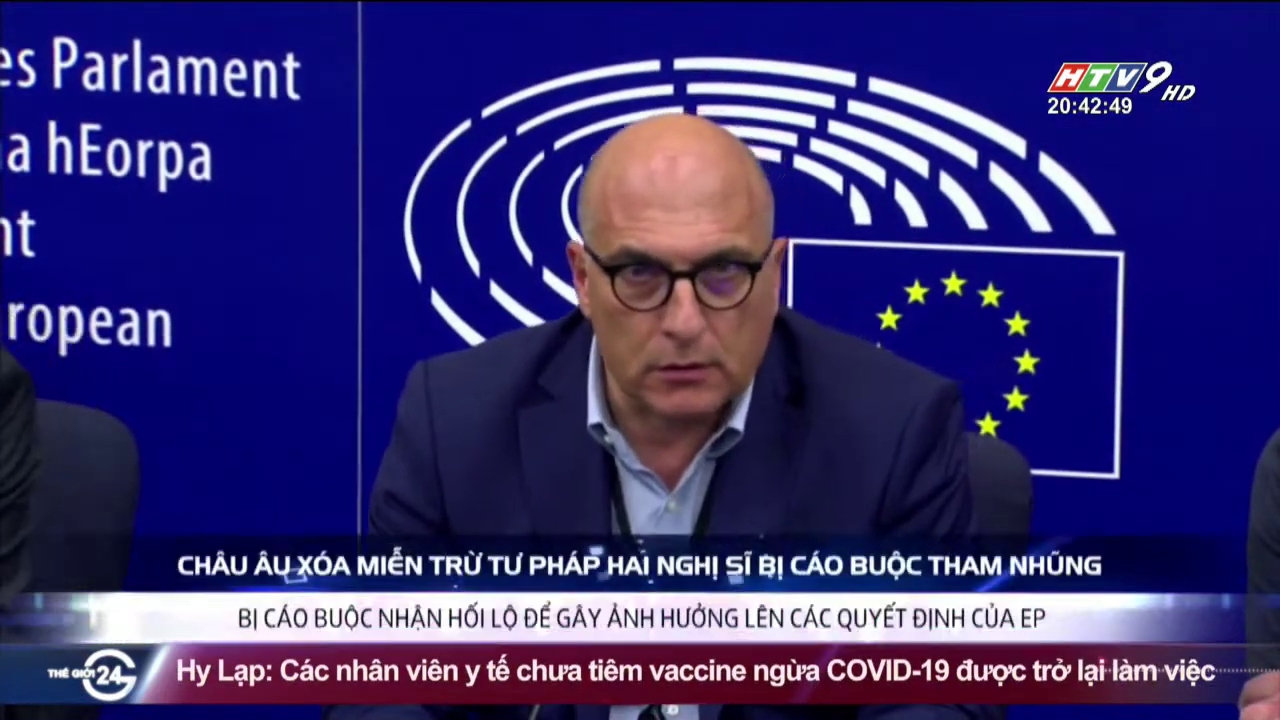 es Parlament
a hEorpa
nt
ropean
HTV9 HD
20:42:49
CHÂU ÂU XÓA MIỄN TRỪ TƯ PHÁP HAI NGHỊ SĨ BỊ CÁO BUỘC THAM NHŨNG
BỊ CÁO BUỘC NHẬN HỐI LỘ ĐỂ GÂY ẢNH HƯỞNG LÊN CÁC QUYẾT ĐỊNH CỦA EP
THẾ GIỚI 24G
Hy Lạp: Các nhân viên y tế chưa tiêm vaccine ngừa COVID-19 được trở lại làm việc